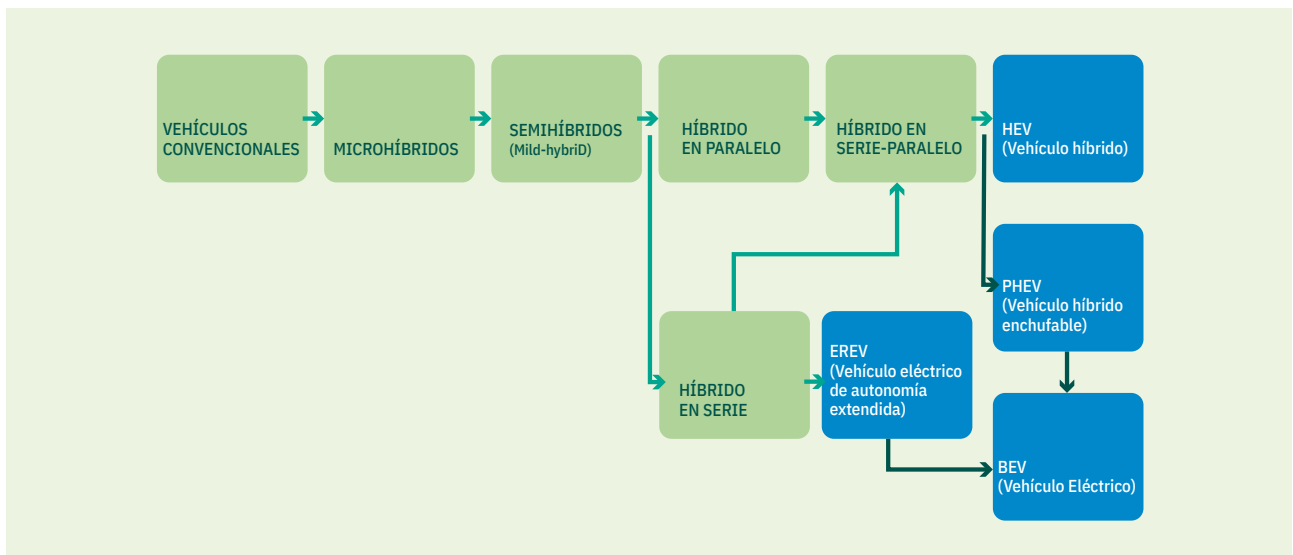 VEHÍCULOS
CONVENCIONALES
MICROHÍBRIDOS
SEMIHÍBRIDOS
(Mild-hybriD)
HÍBRIDO
EN PARALELO
HÍBRIDO EN
SERIE-PARALELO
HEV
(Vehículo híbrido)
PHEV
(Vehículo híbrido
enchufable)
HÍBRIDO
EN SERIE
EREV
(Vehículo eléctrico
de autonomía
extendida)
BEV
(Vehículo Eléctrico)